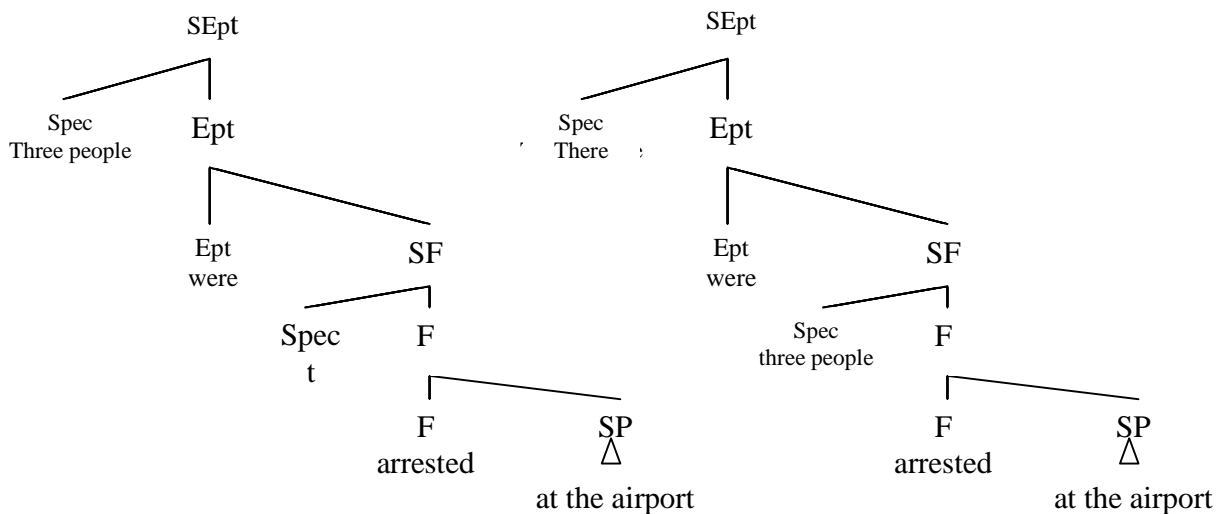 SEpt
Spec
Three people
Ept
Ept
were
SF
Spec
t
F
F
arrested
SP
at the airport
SEpt
Spec
There
Ept
Ept
were
SF
Spec
three people
F
F
arrested
SP
at the airport